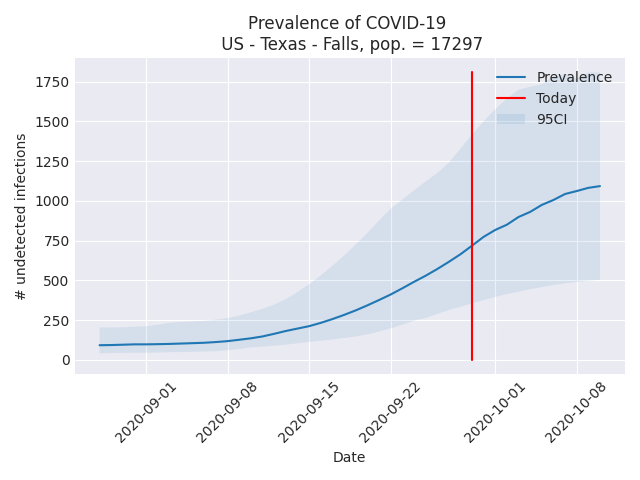 Prevalence of COVID-19
US - Texas - Falls, pop. = 17297
Prevalence
Today
95CI
1750
1500
1250
1000
750
500
250
0
# undetected infections
2020-09-01
2020-09-08
2020-09-15
2020-09-22
2020-10-01
2020-10-08
Date